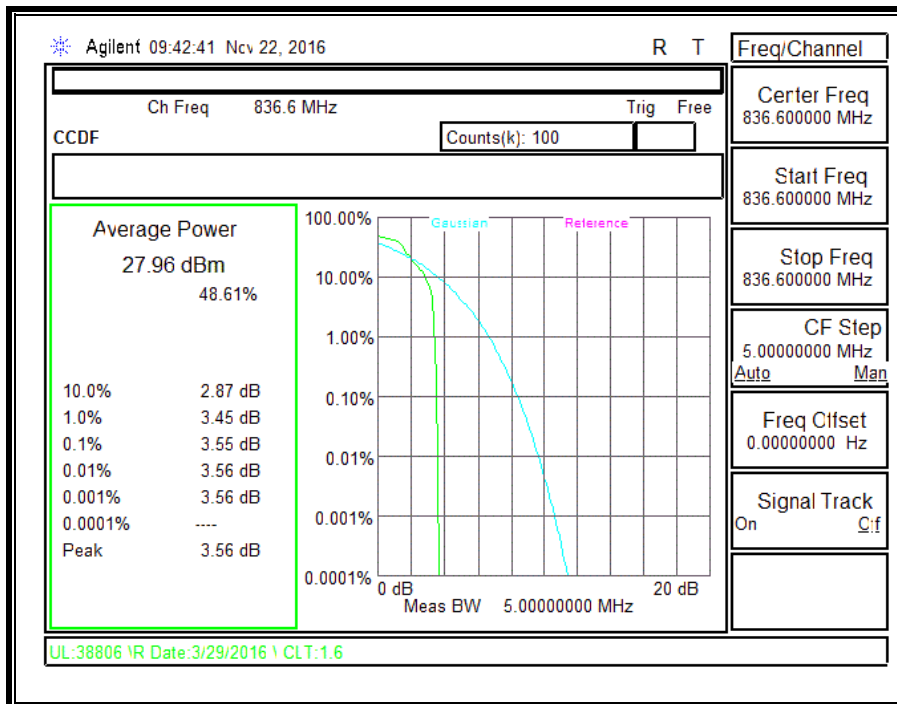 Agilent 09:42:41 Nov 22, 2016 R T
Ch Freq 836.6 MHz Trig Free
CCDF Counts(k): 100
Average Power
27.96 dBm
48.61%
10.0% 2.87 dB
1.0% 3.45 dB
0.1% 3.55 dB
0.01% 3.56 dB
0.001% 3.56 dB
0.0001% ----
Peak 3.56 dB
Gaussian Reference
100.00%
10.00%
1.00%
0.10%
0.01%
0.001%
0.0001%
0 dB 20 dB
Meas BW 5.00000000 MHz
Freq/Channel
Center Freq
836.600000 MHz
Start Freq
836.600000 MHz
Stop Freq
836.600000 MHz
CF Step
5.00000000 MHz
Auto Man
Freq Offset
0.00000000 Hz
Signal Track
On Off
UL:38806 \R Date:3/29/2016 \ CLT:1.6